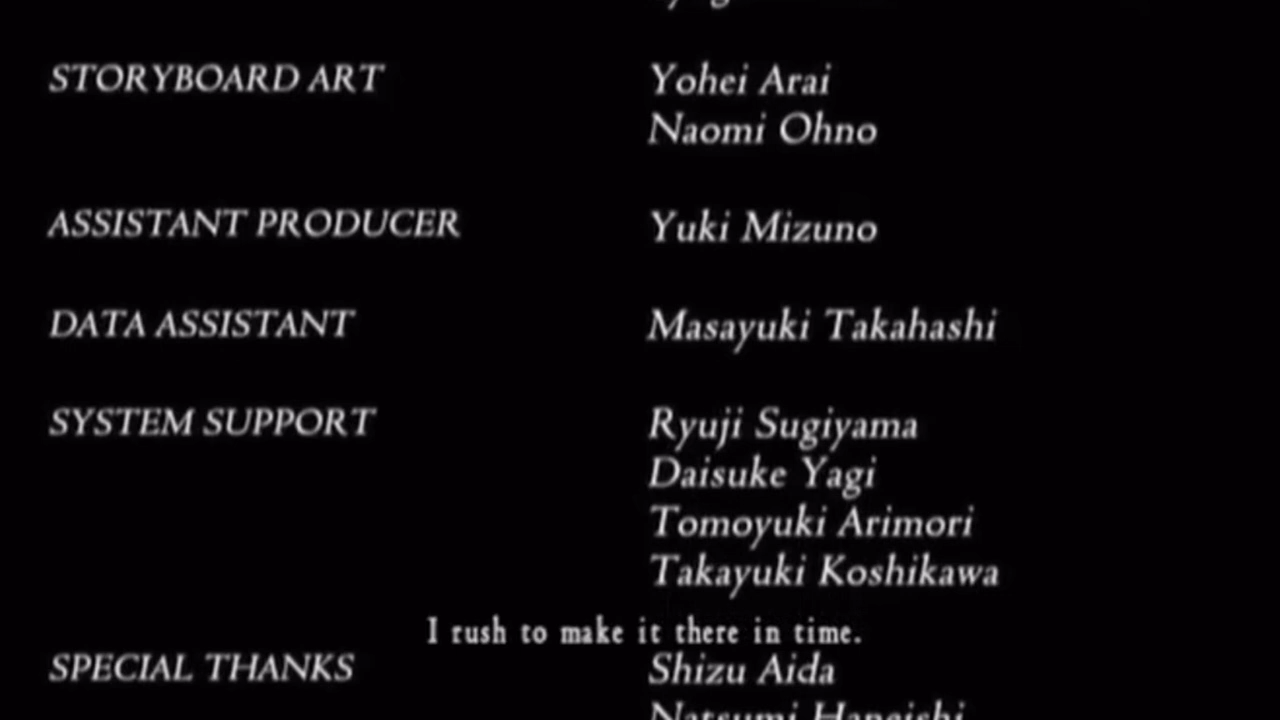 STORYBOARD ART Yohei Arai
Naomi Ohno
ASSISTANT PRODUCER Yuki Mizuno
DATA ASSISTANT Masayuki Takahashi
SYSTEM SUPPORT Ryuji Sugiyama
Daisuke Yagi
Tomoyuki Arimori
Takayuki Koshikawa
I rush to make it there in time.
SPECIAL THANKS Shizu Aida
Natsumi